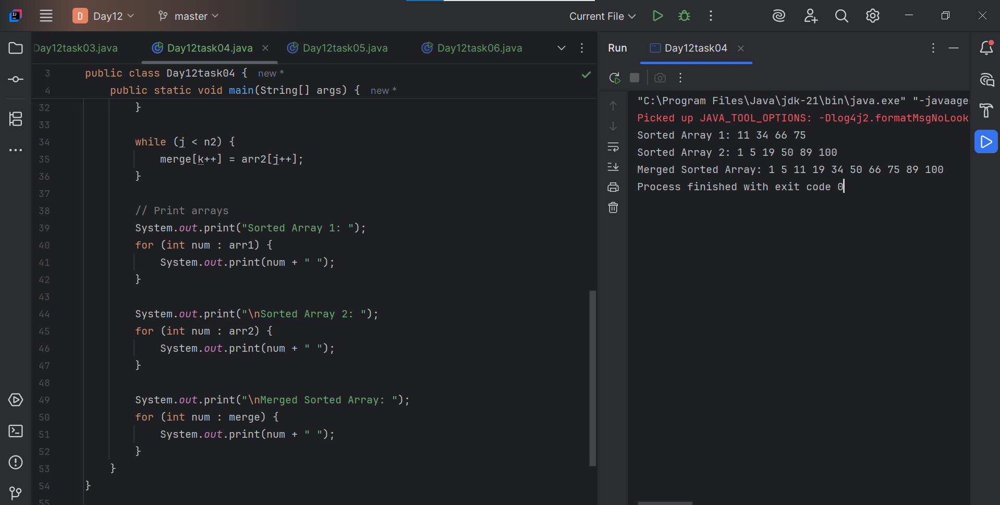 D Day12 master Current File
Day12task03.java Day12task04.java Day12task05.java Day12task06.java
3 public class Day12task04 { new *
4 public static void main(String[] args) { new *
32 }
33
34 while (j < n2) {
35 merge[k++] = arr2[j++];
36 }
37
38 // Print arrays
39 System.out.print("Sorted Array 1: ");
40 for (int num : arr1) {
41 System.out.print(num + " ");
42 }
43
44 System.out.print("\nSorted Array 2: ");
45 for (int num : arr2) {
46 System.out.print(num + " ");
47 }
48
49 System.out.print("\nMerged Sorted Array: ");
50 for (int num : merge) {
51 System.out.print(num + " ");
52 }
53 }
54 }
55
Run Day12task04
"C:\Program Files\Java\jdk-21\bin\java.exe" "-javaage
Picked up JAVA_TOOL_OPTIONS: -Dlog4j2.formatMsgNoLook
Sorted Array 1: 11 34 66 75
Sorted Array 2: 1 5 19 50 89 100
Merged Sorted Array: 1 5 11 19 34 50 66 75 89 100
Process finished with exit code 0